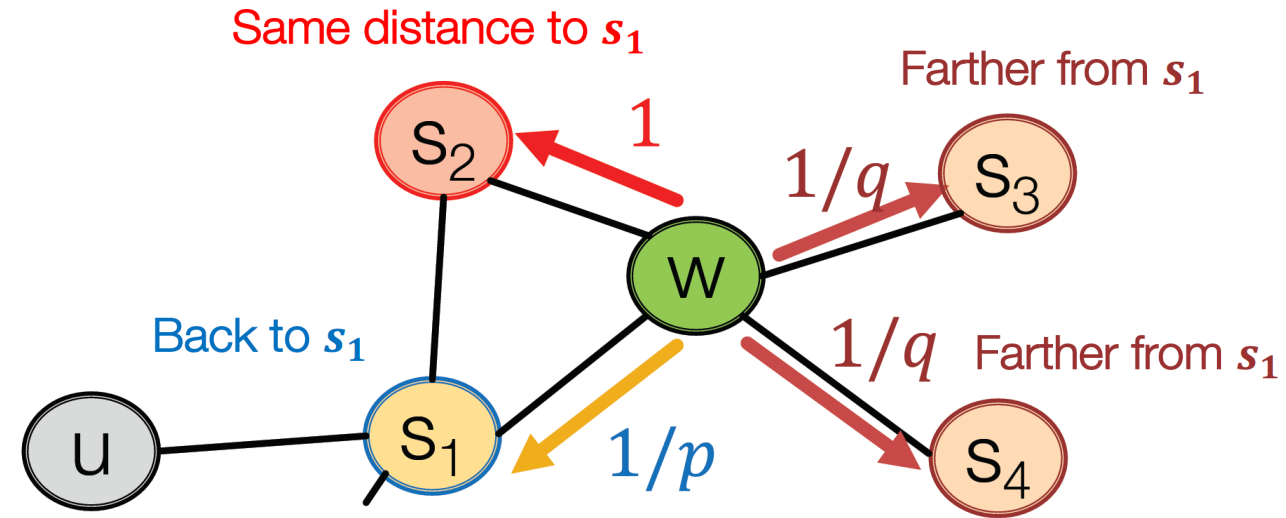 Same distance to s₁
Farther from s₁
S₂
1
1/q
S₃
W
Back to s₁
1/q
Farther from s₁
U
S₁
1/p
S₄